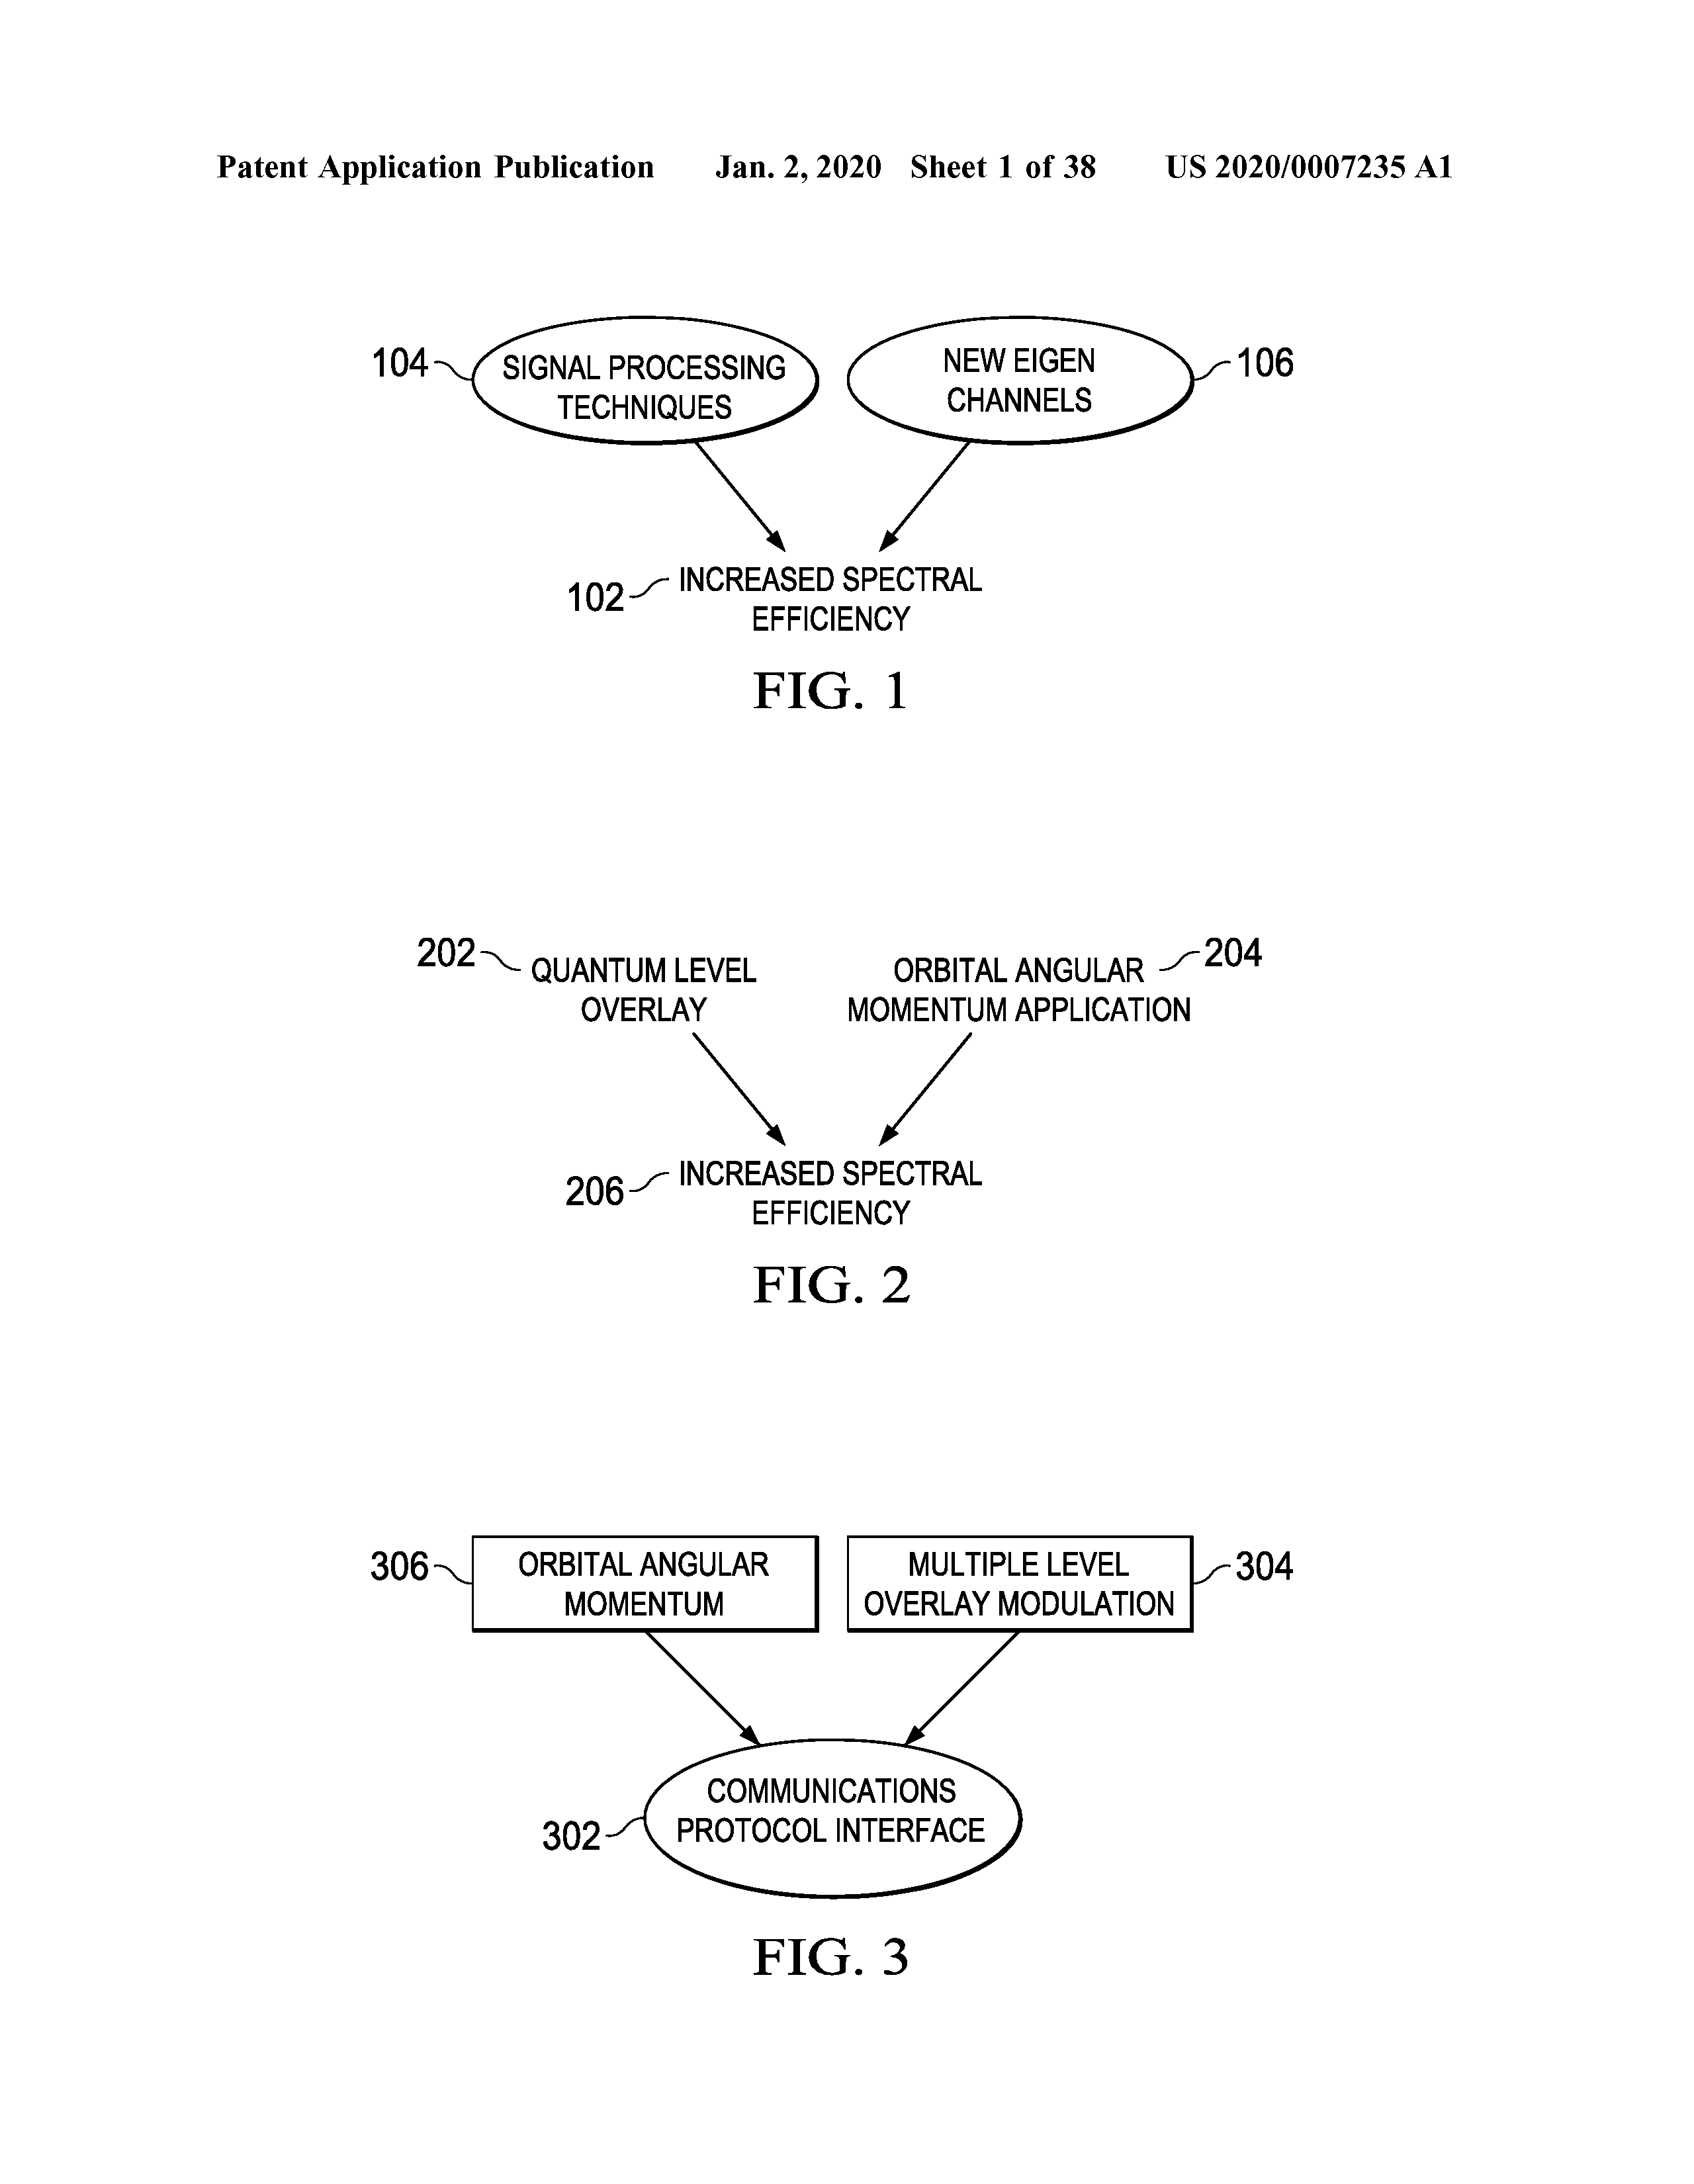 Patent Application Publication Jan. 2, 2020 Sheet 1 of 38 US 2020/0007235 A1
104
SIGNAL PROCESSING
TECHNIQUES
NEW EIGEN
CHANNELS
106
102
INCREASED SPECTRAL
EFFICIENCY
FIG. 1
202
QUANTUM LEVEL
OVERLAY
ORBITAL ANGULAR
MOMENTUM APPLICATION
204
206
INCREASED SPECTRAL
EFFICIENCY
FIG. 2
306
ORBITAL ANGULAR
MOMENTUM
MULTIPLE LEVEL
OVERLAY MODULATION
304
302
COMMUNICATIONS
PROTOCOL INTERFACE
FIG. 3